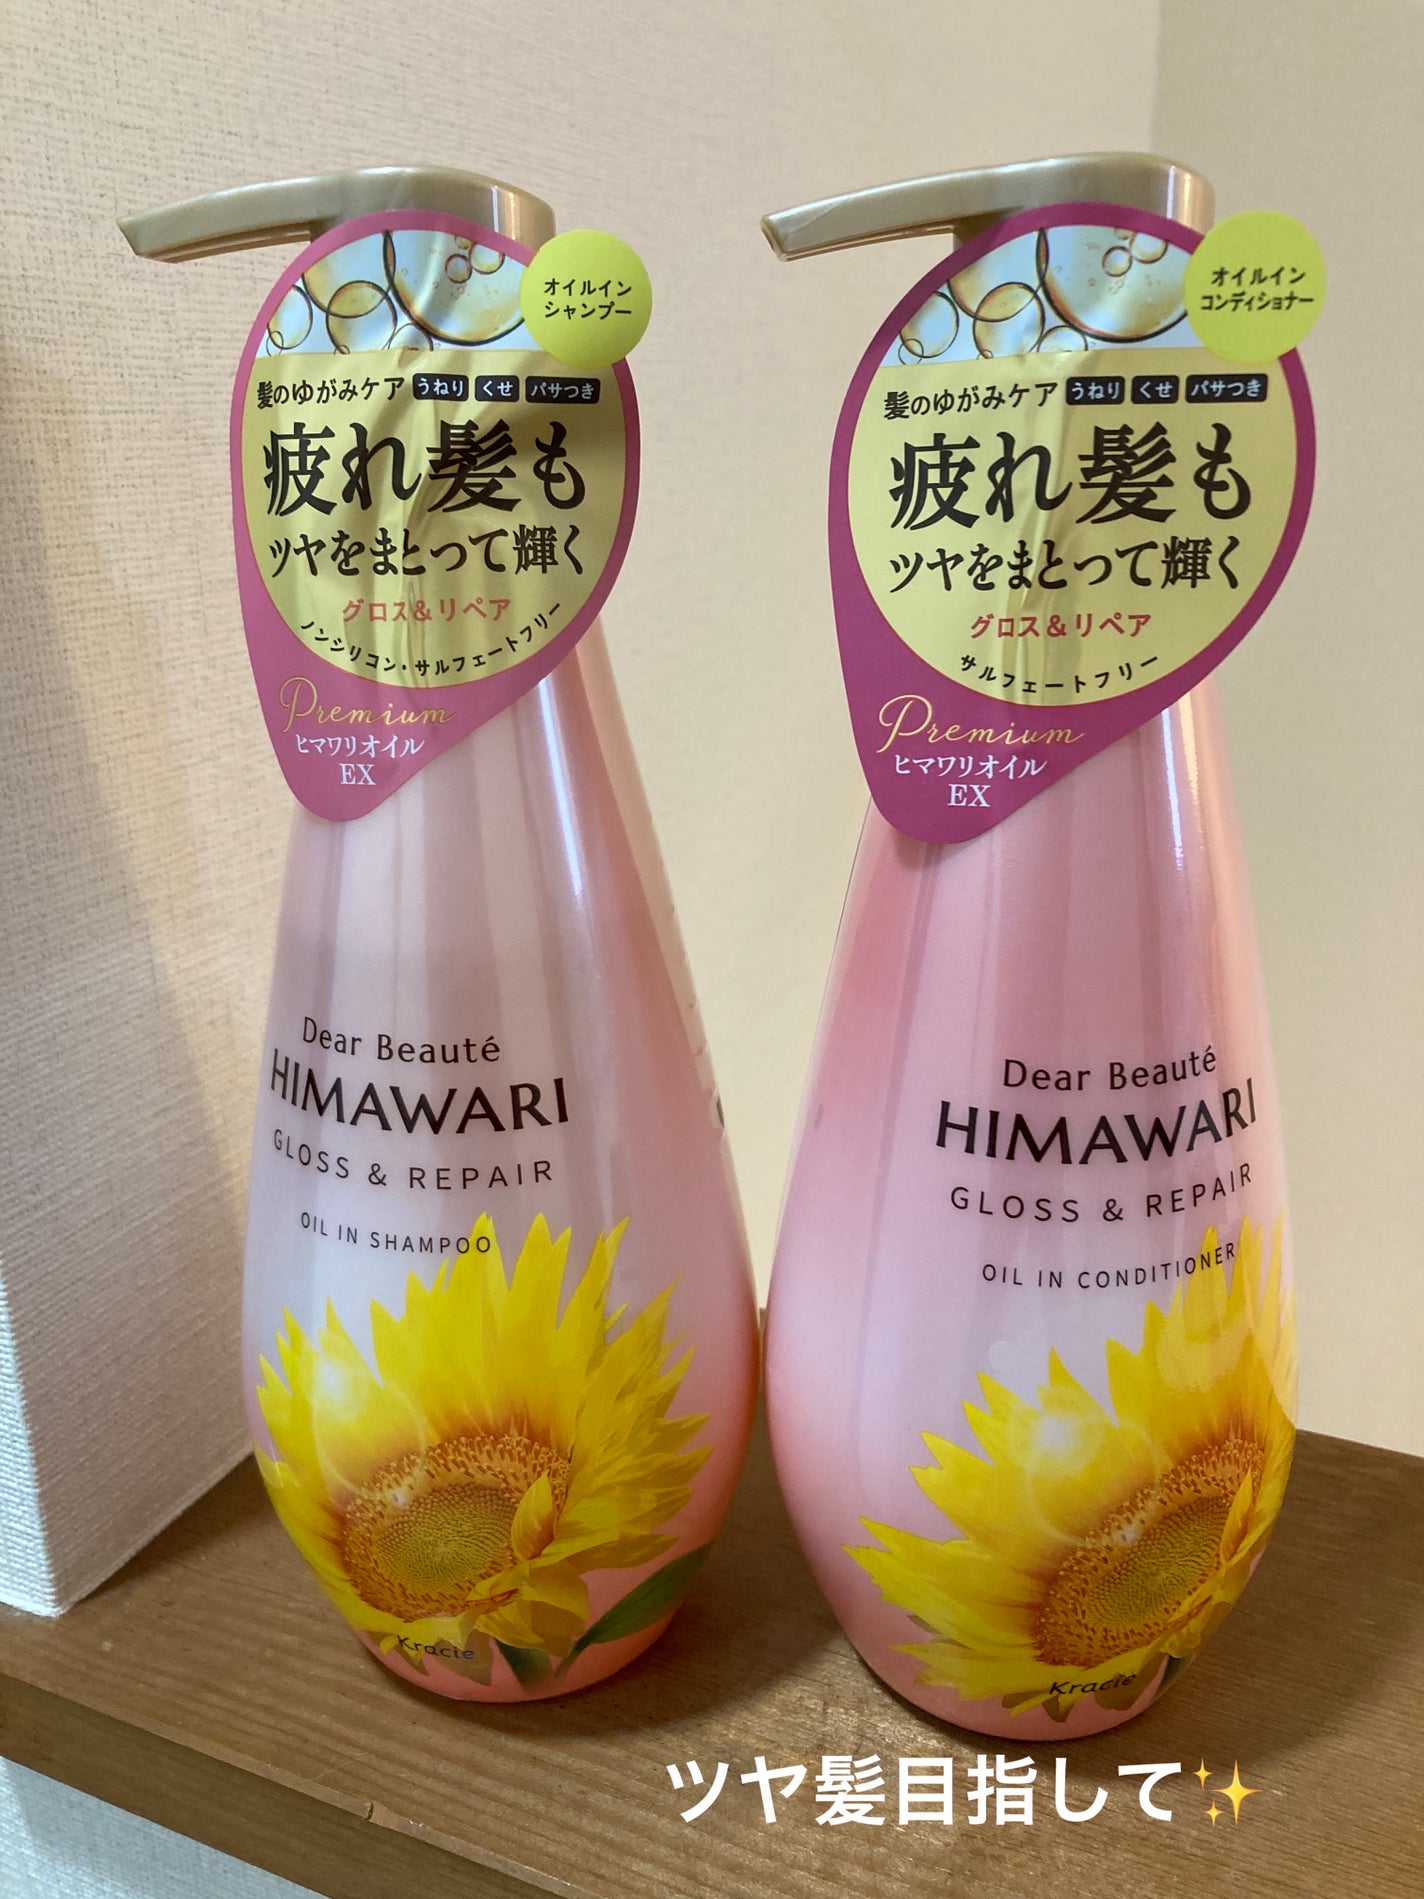 オイルイン
シャンプー
髪のゆがみケア うねり くせ パサつき
疲れ髪も
ツヤをまとって輝く
グロス&リペア
ノンシリコン・サルフェートフリー
Premium
ヒマワリオイル
EX
Dear Beauté
HIMAWARI
GLOSS & REPAIR
OIL IN SHAMPOO
Kracie
オイルイン
コンディショナー
髪のゆがみケア うねり くせ パサつき
疲れ髪も
ツヤをまとって輝く
グロス&リペア
サルフェートフリー
Premium
ヒマワリオイル
EX
Dear Beauté
HIMAWARI
GLOSS & REPAIR
OIL IN CONDITIONER
Kracie
ツヤ髪目指して✨